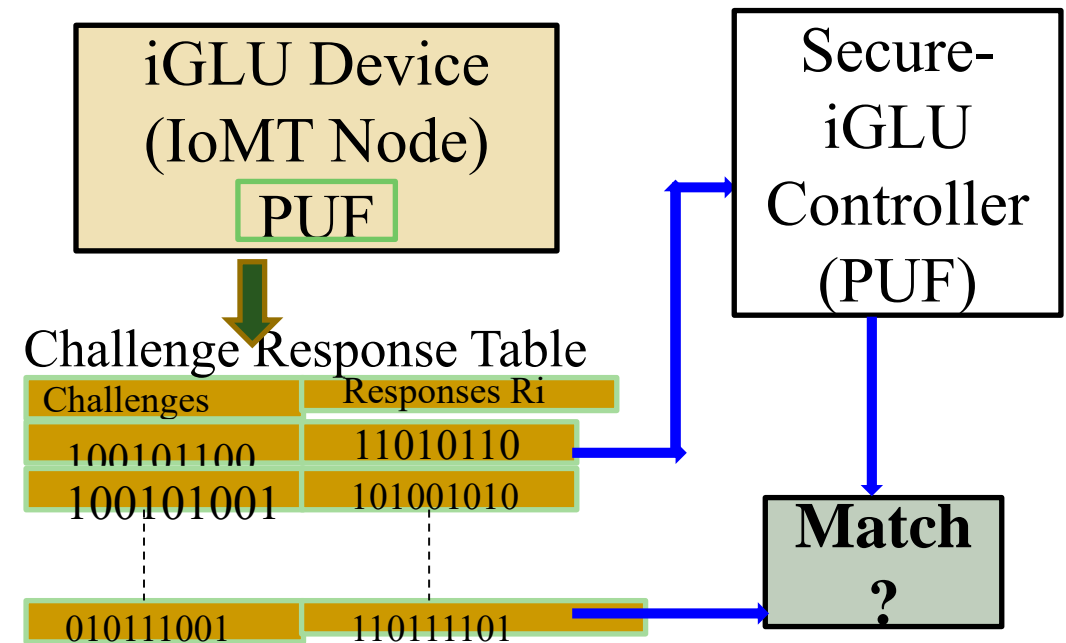 iGLU Device
(IoMT Node)
PUF
Secure-
iGLU
Controller
(PUF)
Challenge Response Table
Challenges Responses Ri
100101100 11010110
100101001 101001010
010111001 110111101
Match
?